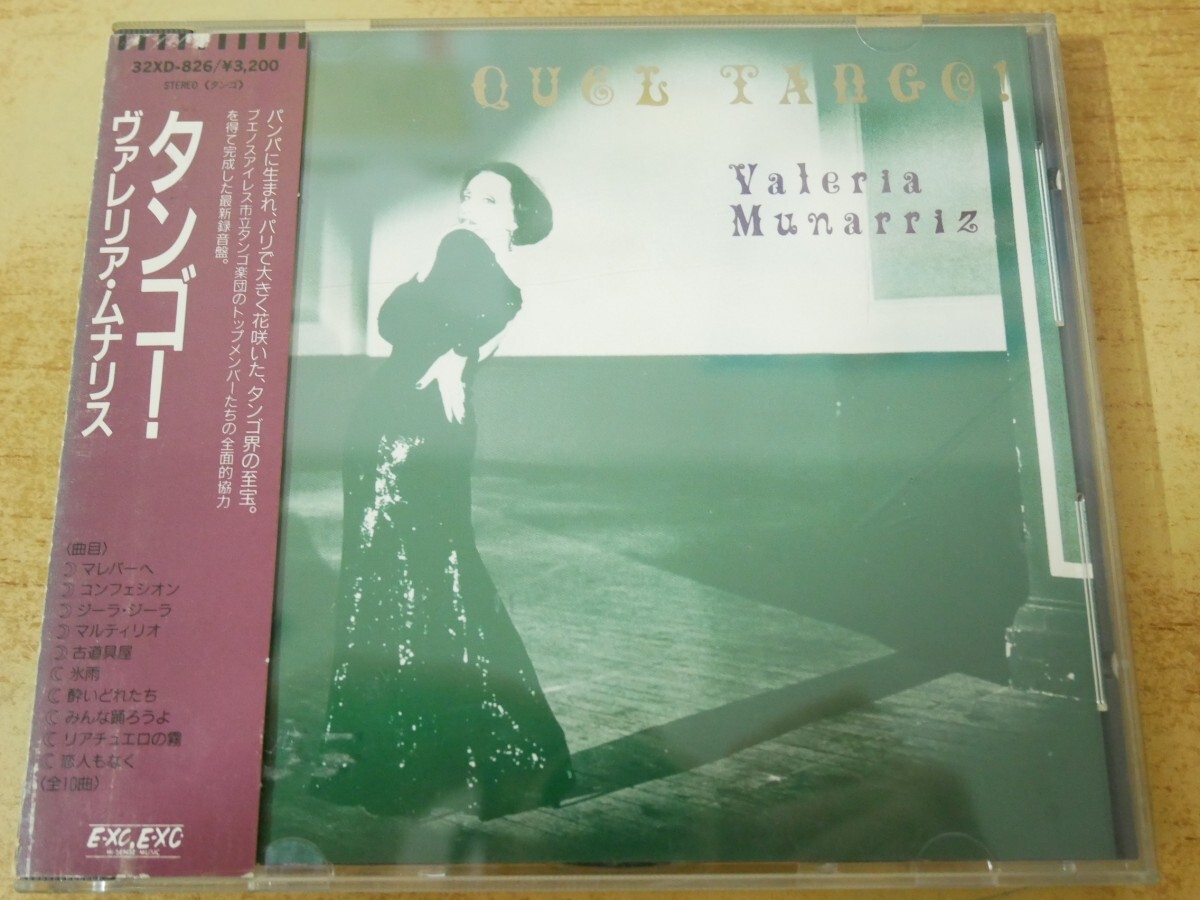 32XD-826/¥3,200
STEREO〈タンゴ〉
タンゴー!
ヴァレリア・ムナリス
パンパに生まれ、パリで大きく花咲いた、タンゴ界の至宝。
ブエノスアイレス市立タンゴ楽団のトップメンバーたちの全面的協力
を得て完成した最新録音盤。
〈曲目〉
マレバーへ
コンフェシオン
ジーラ・ジーラ
マルティリオ
古道具屋
氷雨
酔いどれたち
みんな踊ろうよ
リアチュエロの霧
恋人もなく
〈全10曲〉
E-XC, E-XC
QUEL TANGO!
Valeria
Munarriz